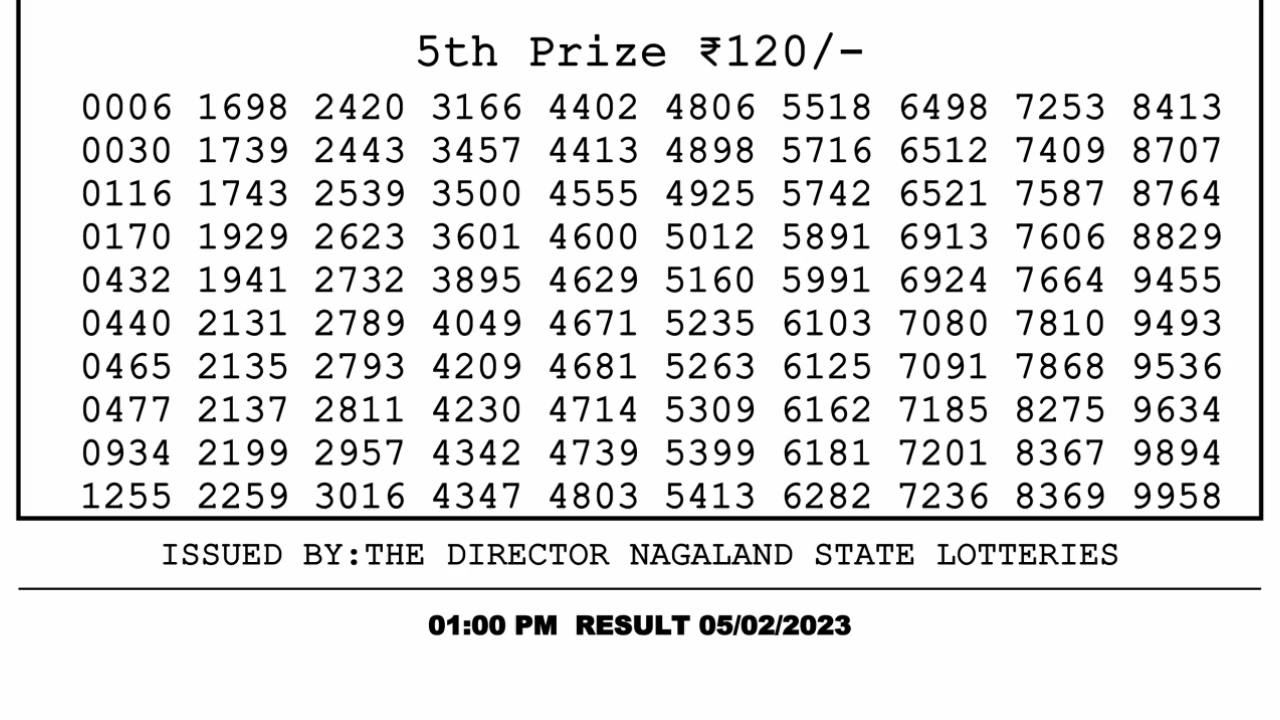 5th Prize ₹120/-
0006 1698 2420 3166 4402 4806 5518 6498 7253 8413
0030 1739 2443 3457 4413 4898 5716 6512 7409 8707
0116 1743 2539 3500 4555 4925 5742 6521 7587 8764
0170 1929 2623 3601 4600 5012 5891 6913 7606 8829
0432 1941 2732 3895 4629 5160 5991 6924 7664 9455
0440 2131 2789 4049 4671 5235 6103 7080 7810 9493
0465 2135 2793 4209 4681 5263 6125 7091 7868 9536
0477 2137 2811 4230 4714 5309 6162 7185 8275 9634
0934 2199 2957 4342 4739 5399 6181 7201 8367 9894
1255 2259 3016 4347 4803 5413 6282 7236 8369 9958
ISSUED BY:THE DIRECTOR NAGALAND STATE LOTTERIES
01:00 PM RESULT 05/02/2023